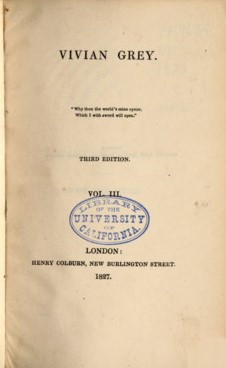 VIVIAN GREY.
"Why then the world's mine oyster,
Which I with sword will open."
THIRD EDITION.
VOL. III.
LIBRARY
OF THE
UNIVERSITY
OF
CALIFORNIA.
LONDON:
HENRY COLBURN, NEW BURLINGTON STREET.
1827.